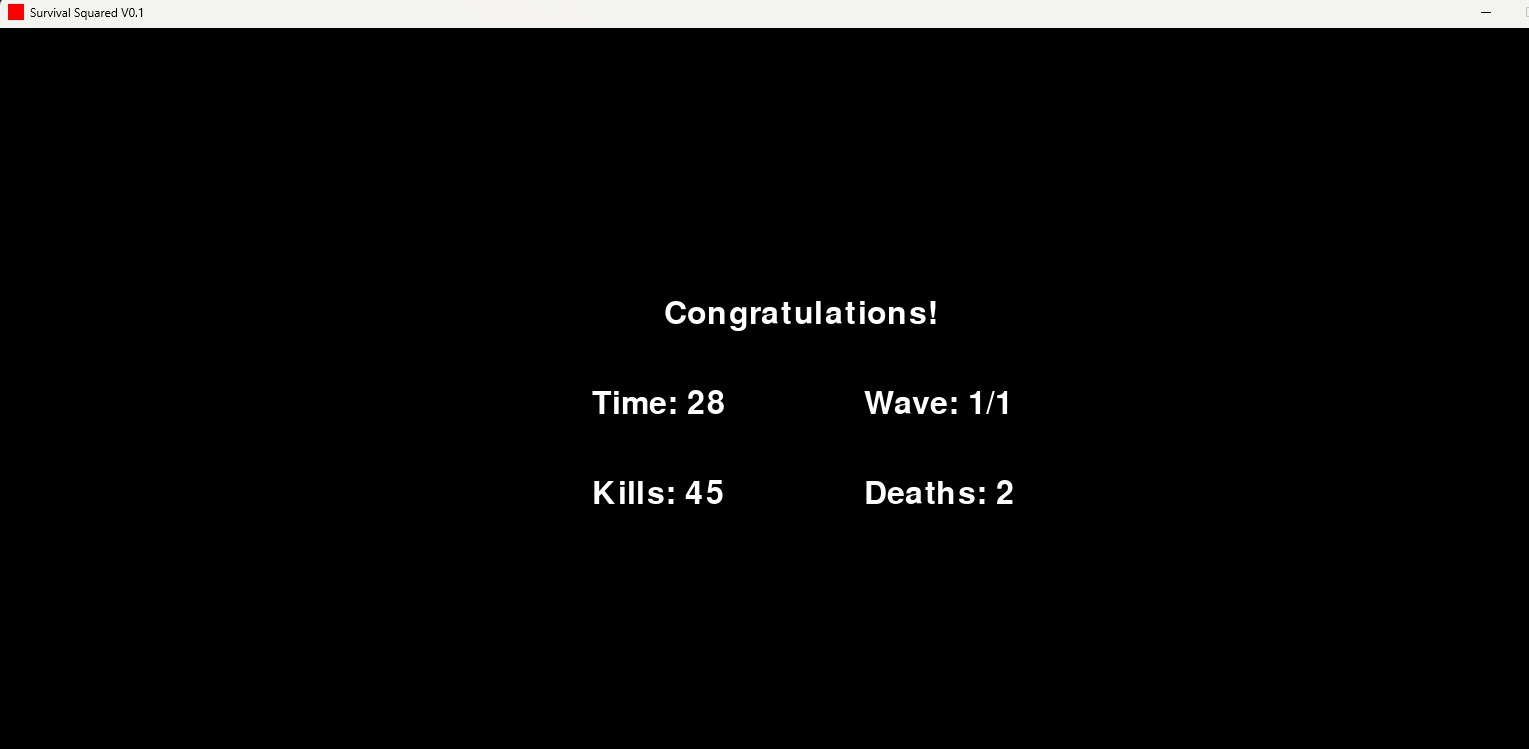 Survival Squared V0.1
Congratulations!
Time: 28 Wave: 1/1
Kills: 45 Deaths: 2